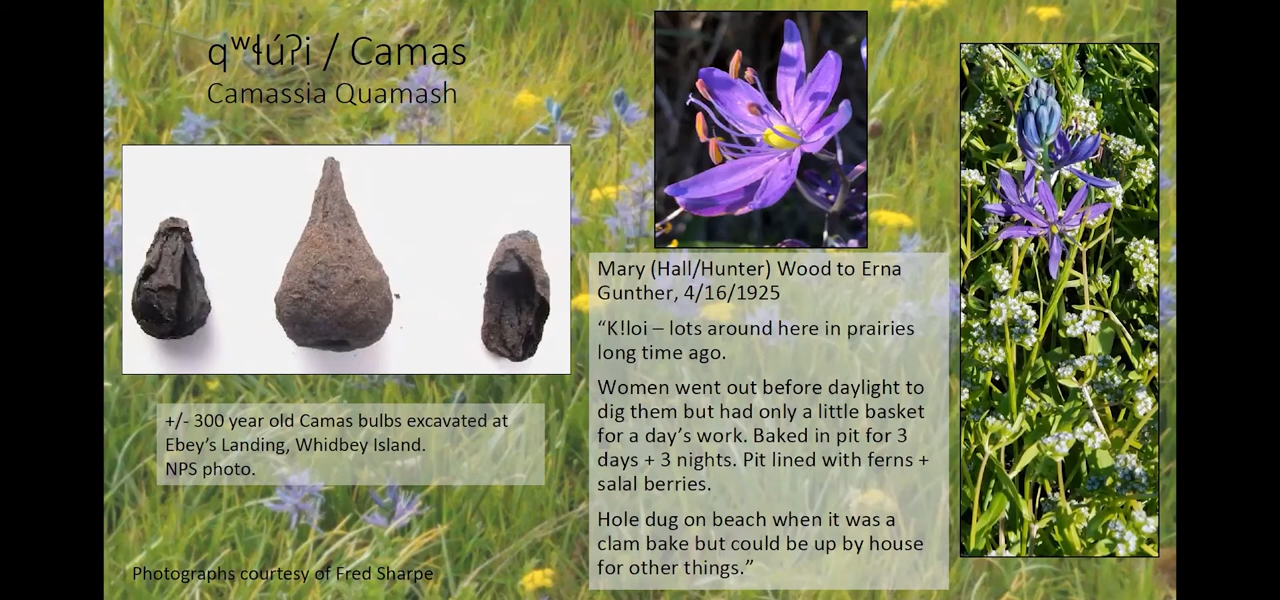 qʷɬúʔi / Camas
Camassia Quamash
+/- 300 year old Camas bulbs excavated at
Ebey’s Landing, Whidbey Island.
NPS photo.
Photographs courtesy of Fred Sharpe
Mary (Hall/Hunter) Wood to Erna
Gunther, 4/16/1925
“K!loi – lots around here in prairies
long time ago.
Women went out before daylight to
dig them but had only a little basket
for a day’s work. Baked in pit for 3
days + 3 nights. Pit lined with ferns +
salal berries.
Hole dug on beach when it was a
clam bake but could be up by house
for other things.”